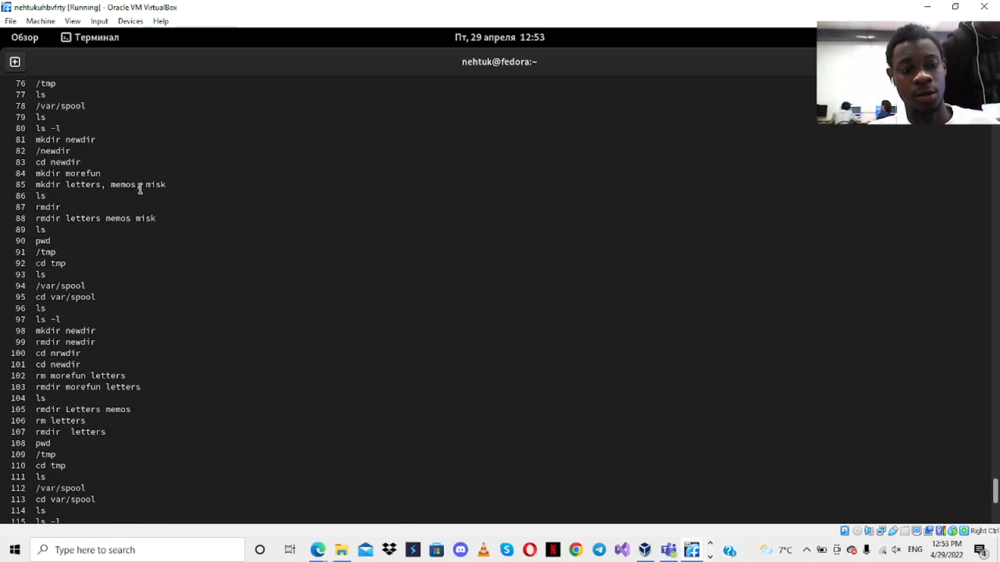 nehtukuhbvfrty [Running] - Oracle VM VirtualBox
File Machine View Input Devices Help
Обзор Терминал Пт, 29 апреля 12:53
nehtuk@fedora:~
76 /tmp
77 ls
78 /var/spool
79 ls
80 ls -l
81 mkdir newdir
82 /newdir
83 cd newdir
84 mkdir morefun
85 mkdir letters, memos, misk
86 ls
87 rmdir
88 rmdir letters memos misk
89 ls
90 pwd
91 /tmp
92 cd tmp
93 ls
94 /var/spool
95 cd var/spool
96 ls
97 ls -l
98 mkdir newdir
99 rmdir newdir
100 cd nrwdir
101 cd newdir
102 rm morefun letters
103 rmdir morefun letters
104 ls
105 rmdir Letters memos
106 rm letters
107 rmdir  letters
108 pwd
109 /tmp
110 cd tmp
111 ls
112 /var/spool
113 cd var/spool
114 ls
115 ls -l
Right Ctrl
Type here to search
7°C ENG
12:53 PM
4/29/2022
4